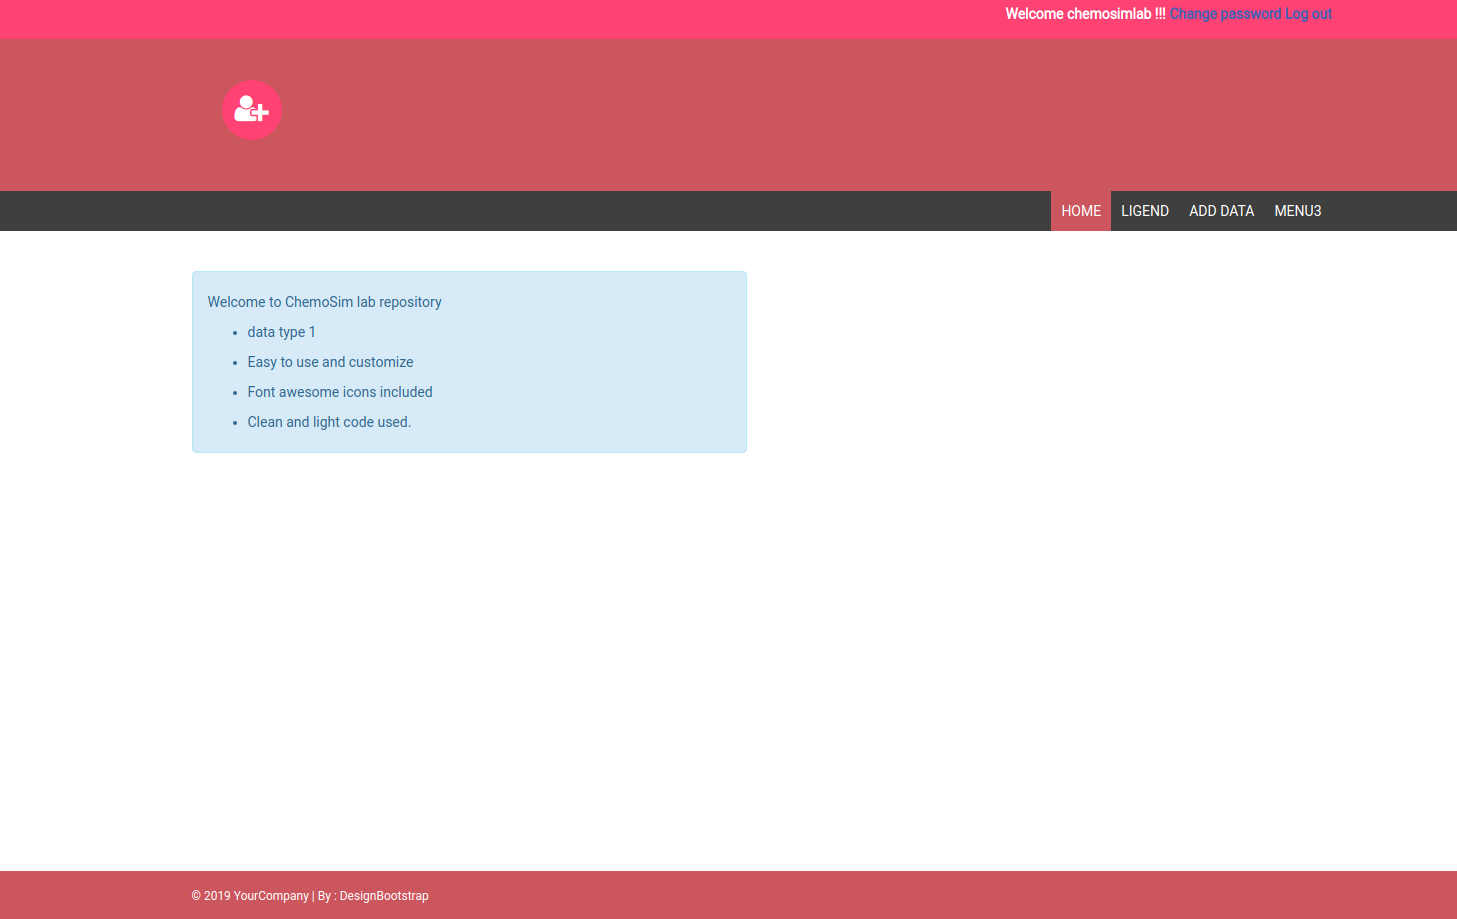 Welcome chemosimlab !!! Change password Log out
HOME LIGEND ADD DATA MENU3
Welcome to ChemoSim lab repository
• data type 1
• Easy to use and customize
• Font awesome icons included
• Clean and light code used.
© 2019 YourCompany | By : DesignBootstrap